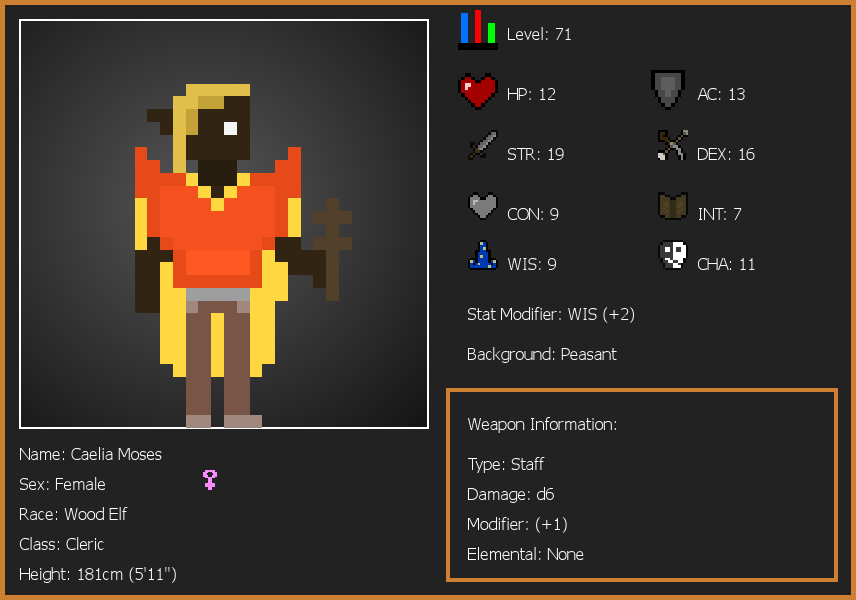 Level: 71
HP: 12
AC: 13
STR: 19
DEX: 16
CON: 9
INT: 7
WIS: 9
CHA: 11
Stat Modifier: WIS (+2)
Background: Peasant
Weapon Information:
Type: Staff
Damage: d6
Modifier: (+1)
Elemental: None
Name: Caelia Moses
Sex: Female
Race: Wood Elf
Class: Cleric
Height: 181cm (5'11")